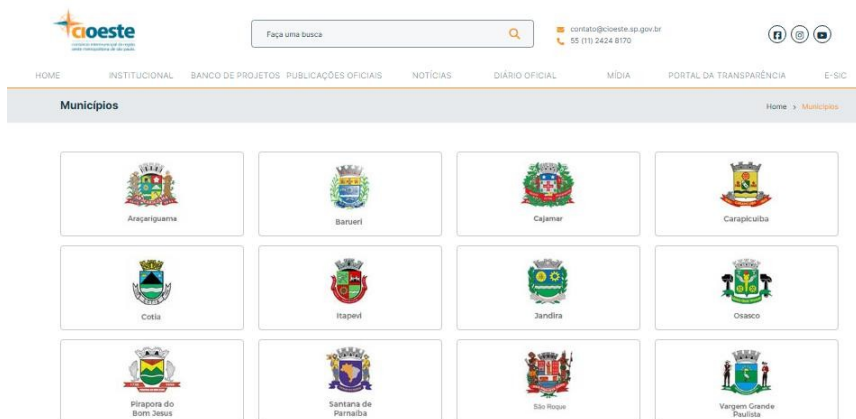 cioeste
Faça uma busca
contato@cioeste.sp.gov.br
55 (11) 2424 8170
HOME INSTITUCIONAL BANCO DE PROJETOS PUBLICAÇÕES OFICIAIS NOTÍCIAS DIÁRIO OFICIAL MÍDIA PORTAL DA TRANSPARÊNCIA E-SIC
Municípios
Home > Municípios
Araçariguama
Barueri
Cajamar
Carapicuíba
Cotia
Itapevi
Jandira
Osasco
Pirapora do
Bom Jesus
Santana de
Parnaíba
São Roque
Vargem Grande
Paulista